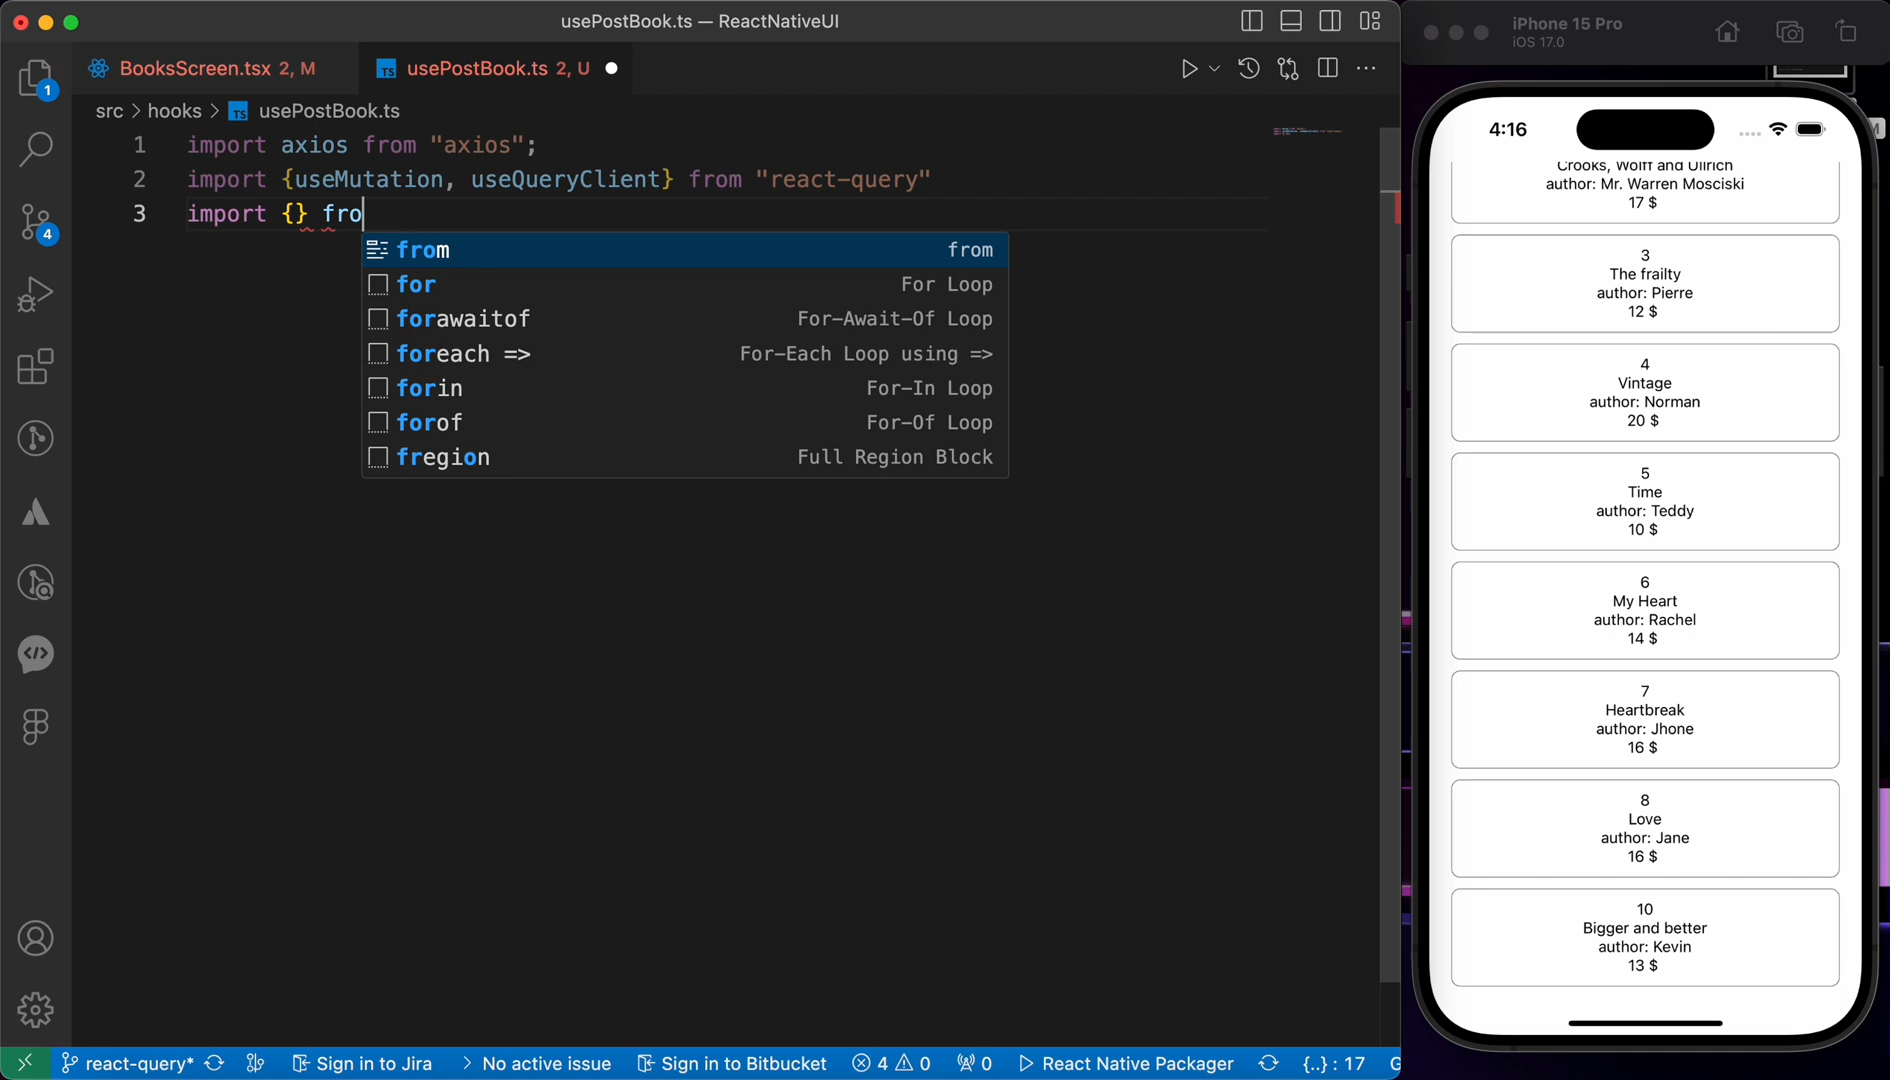 usePostBook.ts — ReactNativeUI
BooksScreen.tsx 2, M
TS usePostBook.ts 2, U
src > hooks > TS usePostBook.ts
1 import axios from "axios";
2 import {useMutation, useQueryClient} from "react-query"
3 import {} fro
from from
for For Loop
forawaitof For-Await-Of Loop
foreach => For-Each Loop using =>
forin For-In Loop
forof For-Of Loop
fregion Full Region Block
1
4
react-query*
Sign in to Jira
No active issue
Sign in to Bitbucket
4
0
0
React Native Packager
{..} : 17
iPhone 15 Pro
iOS 17.0
4:16
Crooks, Wolff and Ullrich
author: Mr. Warren Mosciski
17 $
3
The frailty
author: Pierre
12 $
4
Vintage
author: Norman
20 $
5
Time
author: Teddy
10 $
6
My Heart
author: Rachel
14 $
7
Heartbreak
author: Jhone
16 $
8
Love
author: Jane
16 $
10
Bigger and better
author: Kevin
13 $